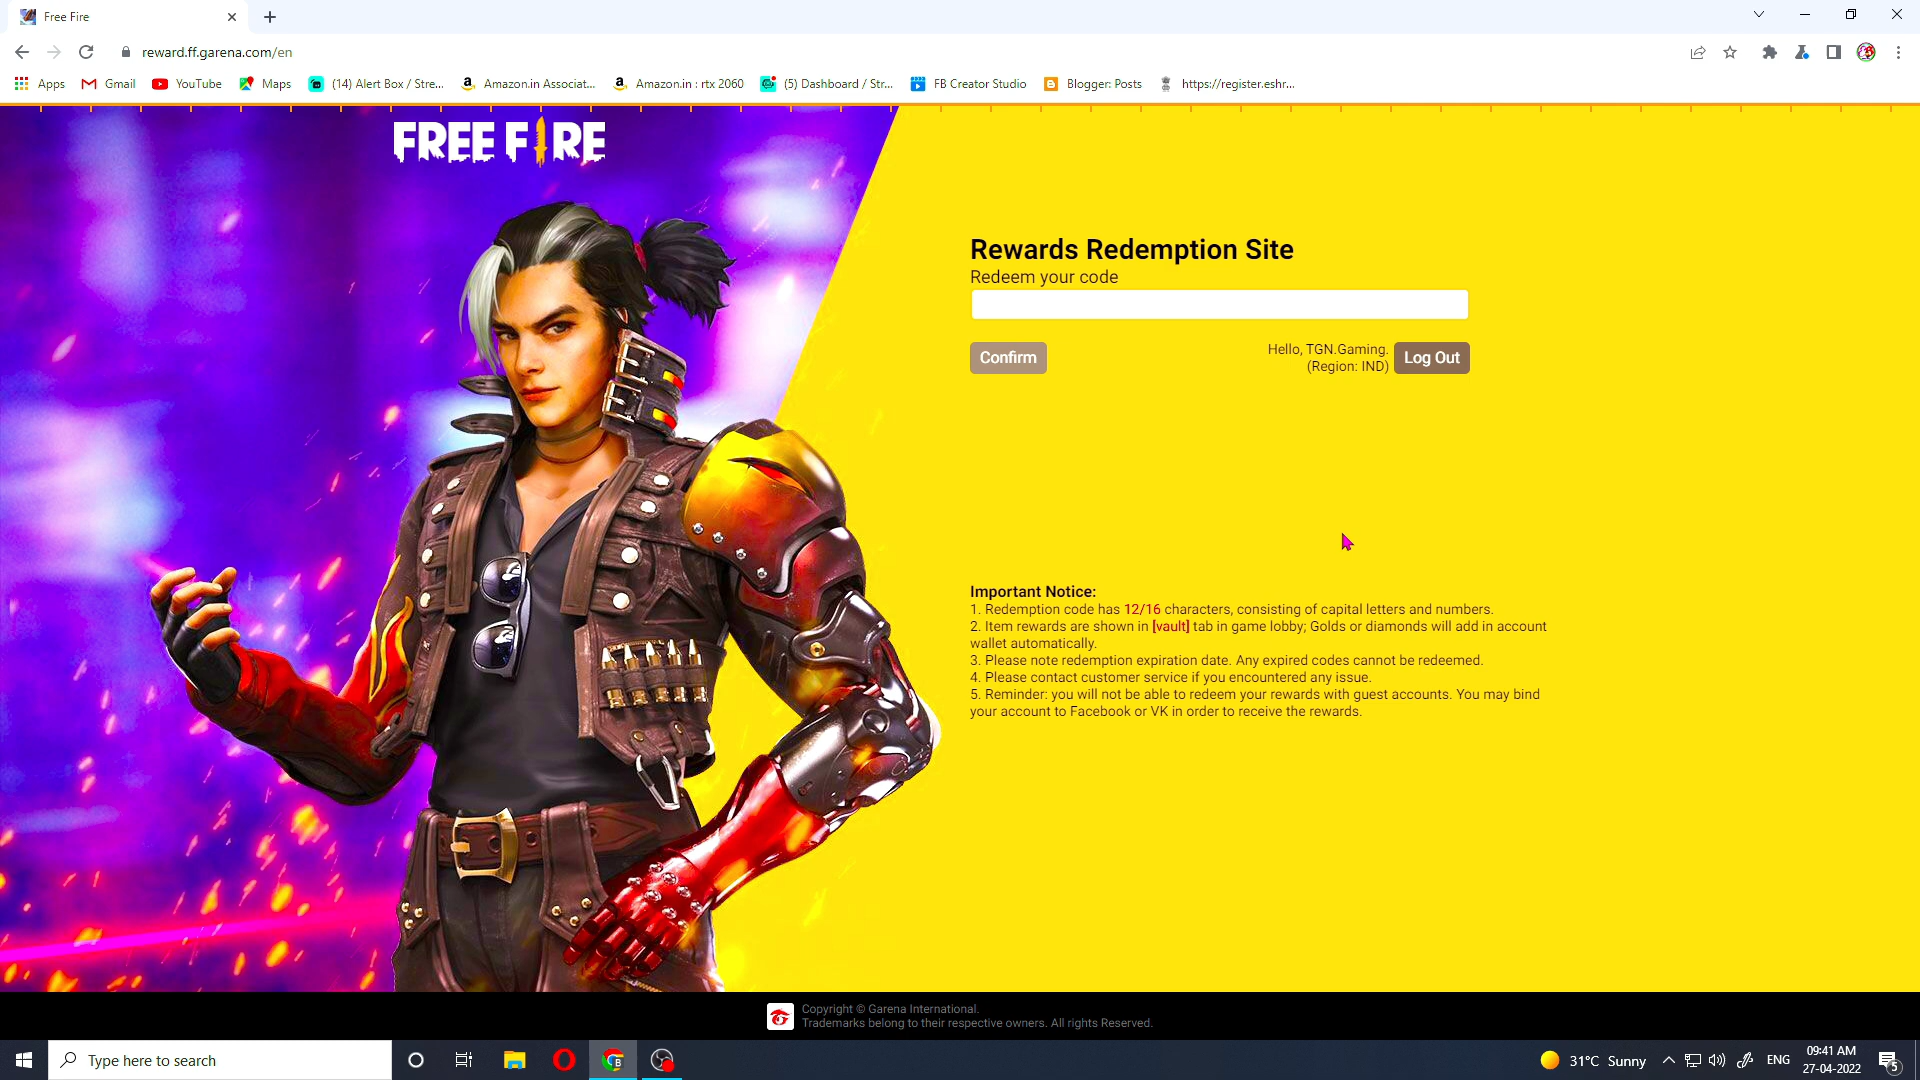 Free Fire
reward.ff.garena.com/en
Apps Gmail YouTube Maps (14) Alert Box / Stre... Amazon.in Associat... Amazon.in : rtx 2060 (5) Dashboard / Str... FB Creator Studio Blogger: Posts https://register.eshr...
FREE FIRE
Rewards Redemption Site
Redeem your code
Confirm
Hello, TGN.Gaming.
(Region: IND)
Log Out
Important Notice:
1. Redemption code has 12/16 characters, consisting of capital letters and numbers.
2. Item rewards are shown in [vault] tab in game lobby; Golds or diamonds will add in account
wallet automatically.
3. Please note redemption expiration date. Any expired codes cannot be redeemed.
4. Please contact customer service if you encountered any issue.
5. Reminder: you will not be able to redeem your rewards with guest accounts. You may bind
your account to Facebook or VK in order to receive the rewards.
Copyright © Garena International.
Trademarks belong to their respective owners. All rights Reserved.
Type here to search
31°C Sunny
ENG
09:41 AM
27-04-2022
5